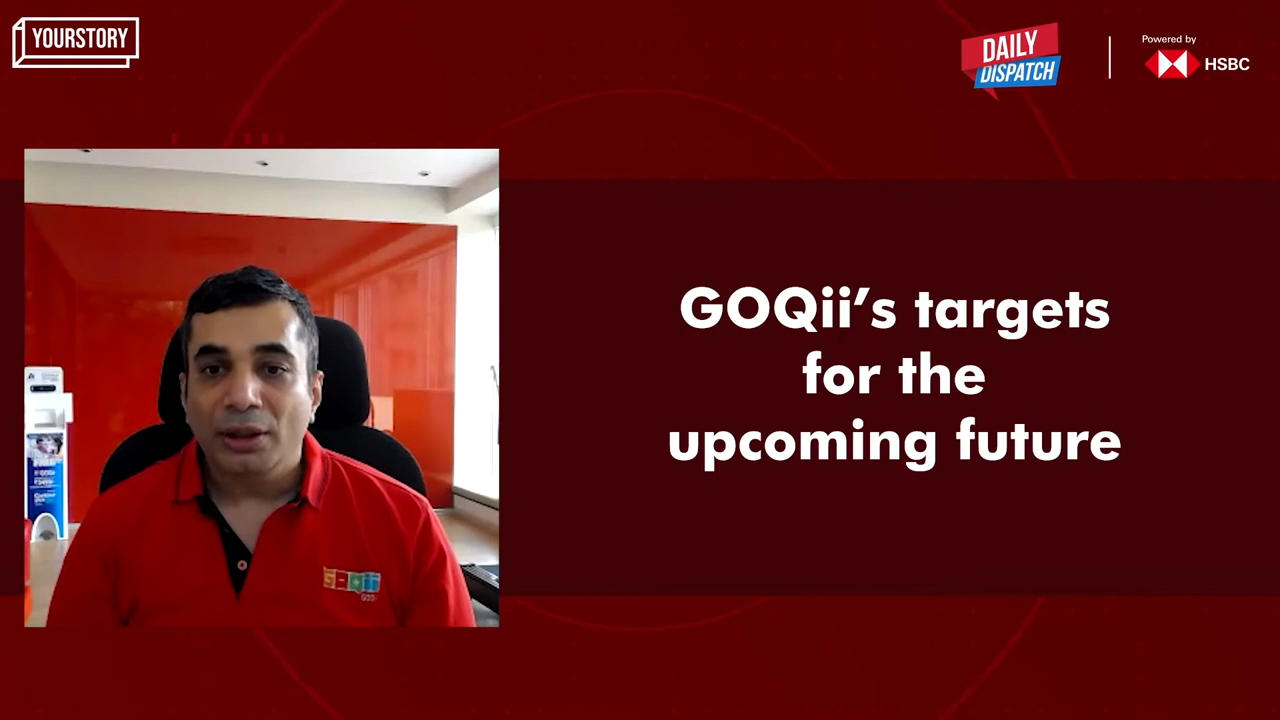 YOURSTORY
DAILY
DISPATCH
Powered by
HSBC
GOQii’s targets
for the
upcoming future